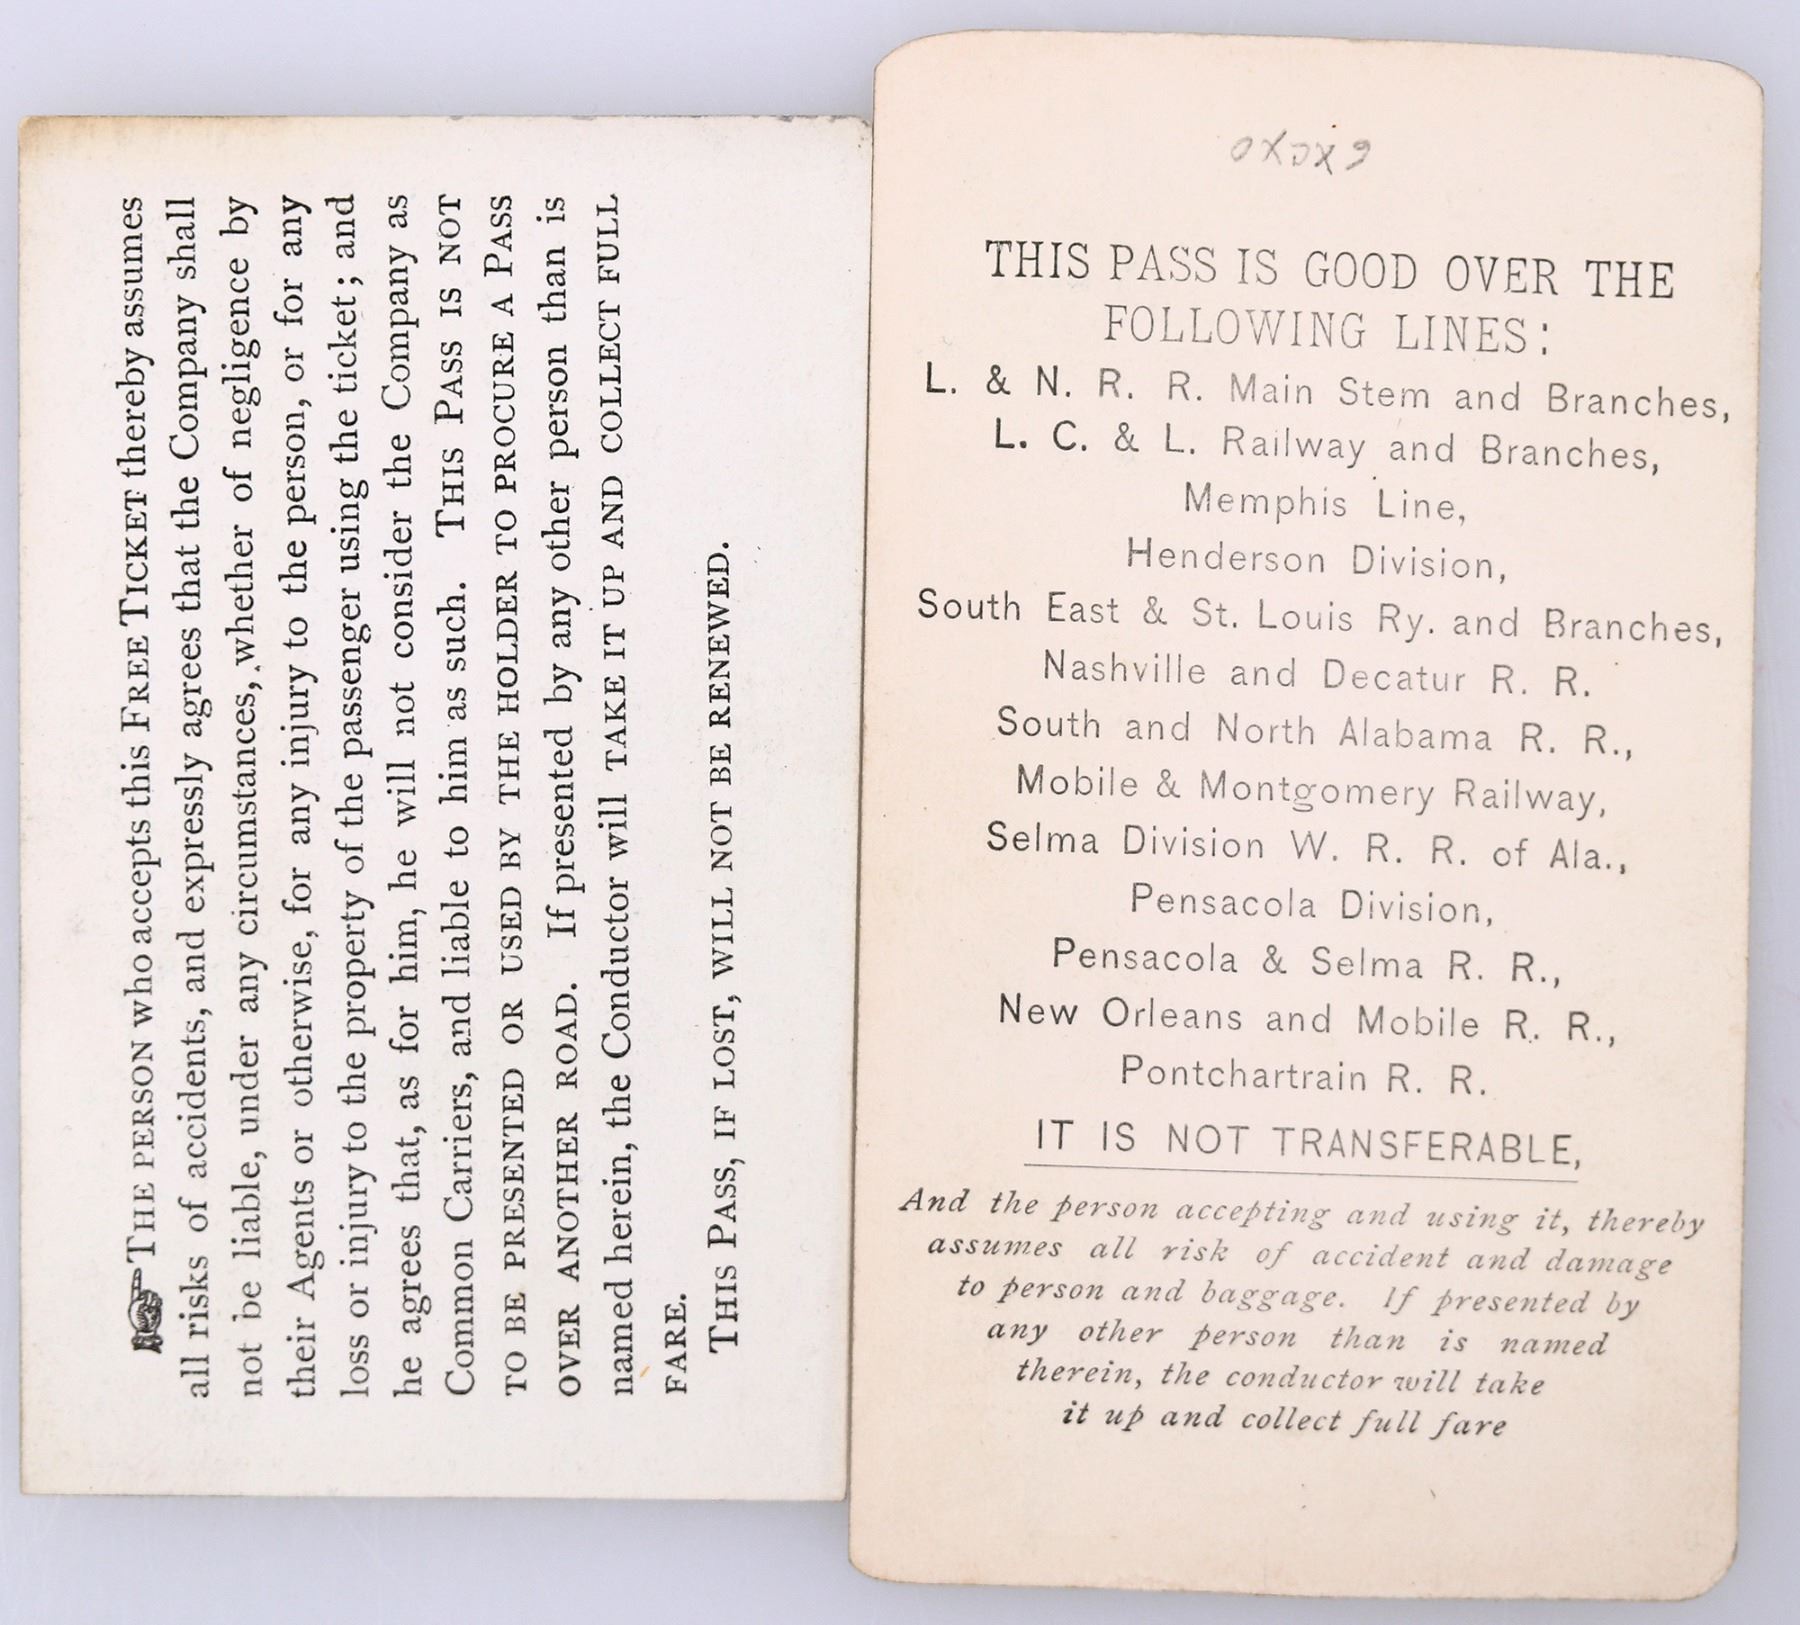 THE PERSON who accepts this FREE TICKET thereby assumes
all risks of accidents, and expressly agrees that the Company shall
not be liable, under any circumstances, whether of negligence by
their Agents or otherwise, for any injury to the person, or for any
loss or injury to the property of the passenger using the ticket; and
he agrees that, as for him, he will not consider the Company as
Common Carriers, and liable to him as such. THIS PASS IS NOT
TO BE PRESENTED OR USED BY THE HOLDER TO PROCURE A PASS
OVER ANOTHER ROAD. If presented by any other person than is
named herein, the Conductor will TAKE IT UP AND COLLECT FULL
FARE.
THIS PASS, IF LOST, WILL NOT BE RENEWED.
THIS PASS IS GOOD OVER THE
FOLLOWING LINES:
L. & N. R. R. Main Stem and Branches,
L. C. & L. Railway and Branches,
Memphis Line,
Henderson Division,
South East & St. Louis Ry. and Branches,
Nashville and Decatur R. R.
South and North Alabama R. R.,
Mobile & Montgomery Railway,
Selma Division W. R. R. of Ala.,
Pensacola Division,
Pensacola & Selma R. R.,
New Orleans and Mobile R. R.,
Pontchartrain R. R.
IT IS NOT TRANSFERABLE,
And the person accepting and using it, thereby
assumes all risk of accident and damage
to person and baggage. If presented by
any other person than is named
therein, the conductor will take
it up and collect full fare